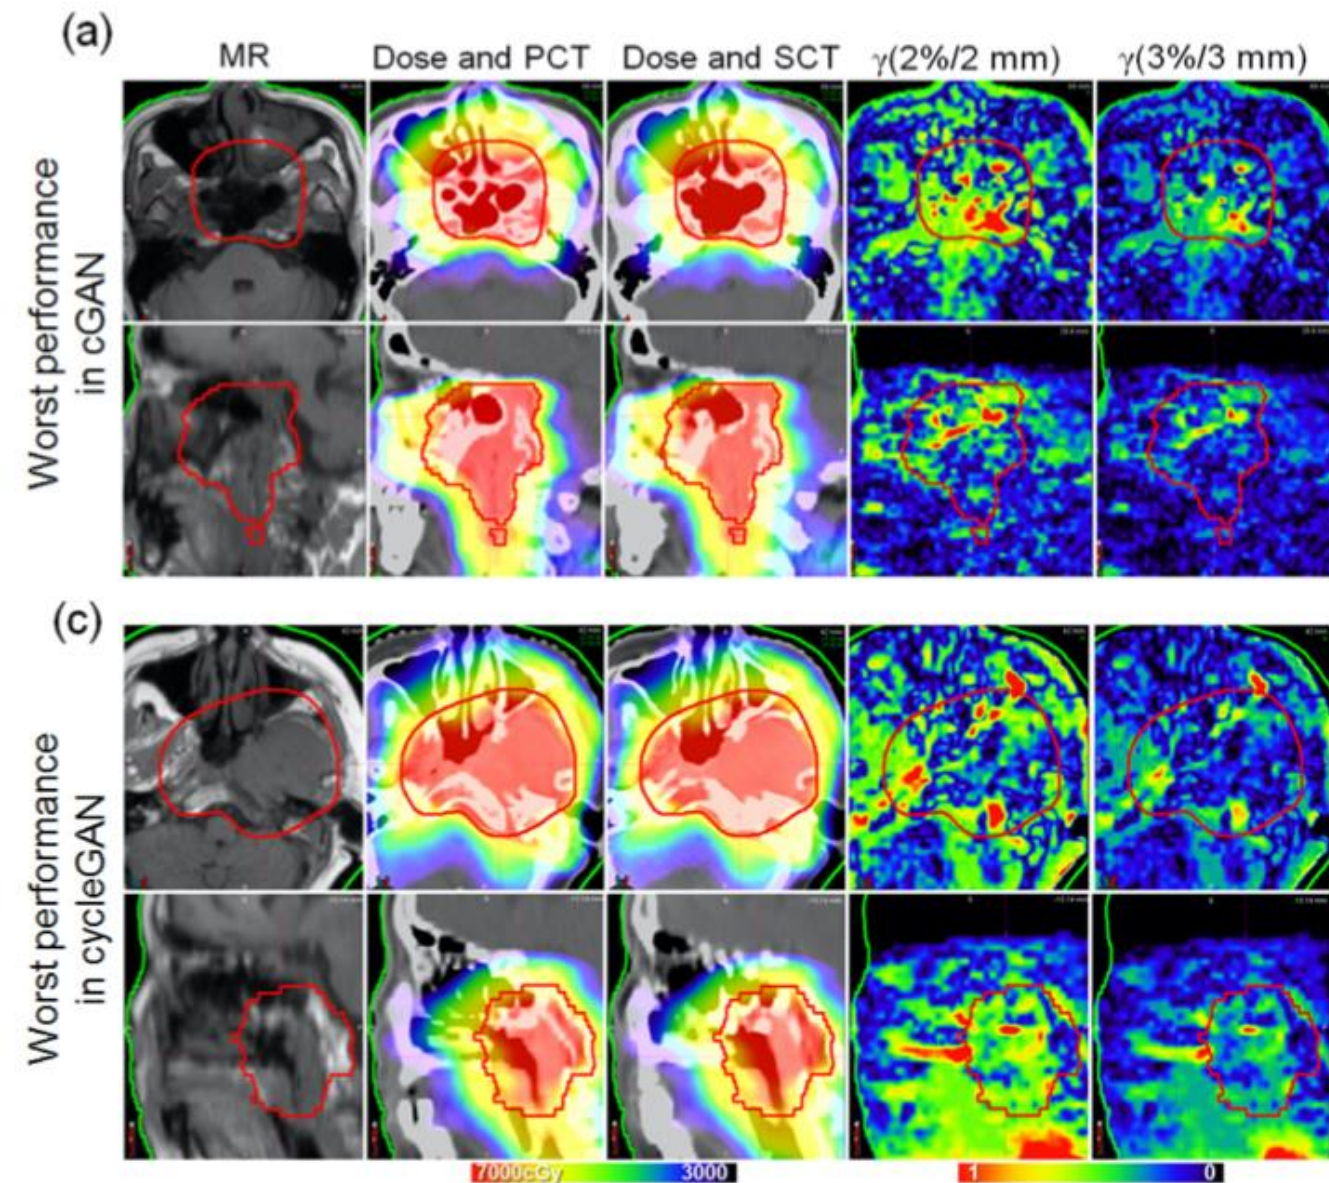 (a)
MR
Dose and PCT
Dose and SCT
γ(2%/2 mm)
γ(3%/3 mm)
Worst performance
in cGAN
(c)
Worst performance
in cycleGAN
7000cGy
3000
1
0